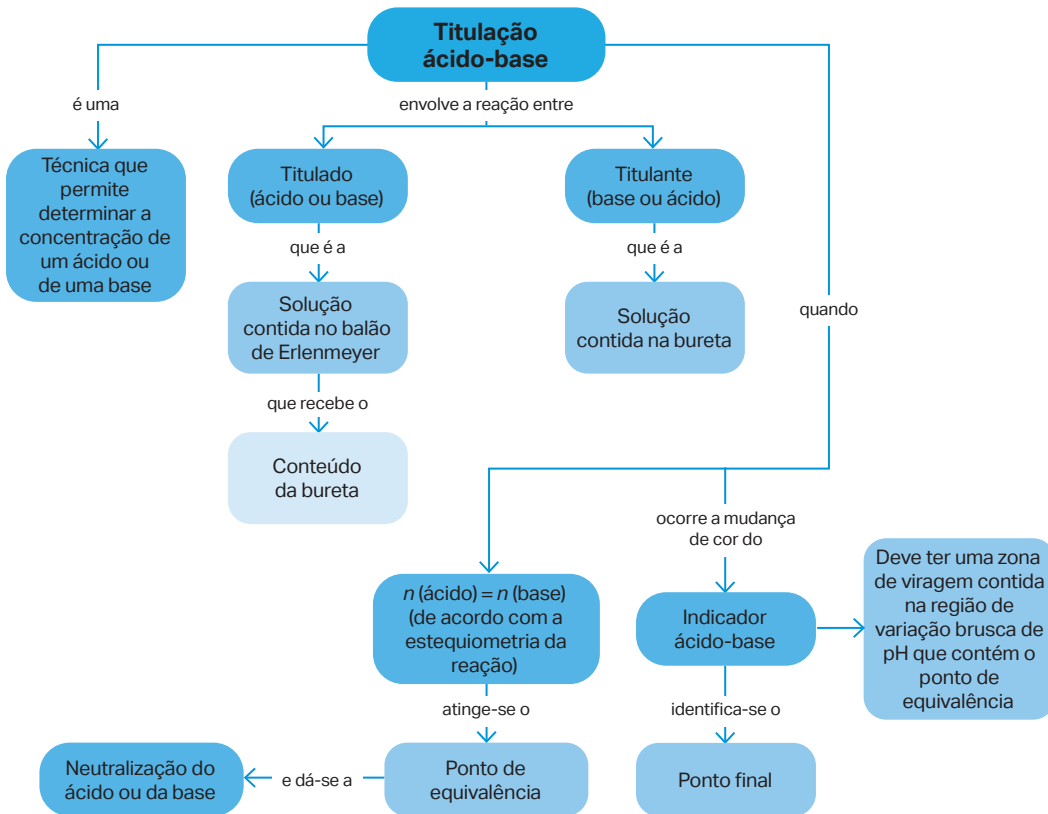 Titulação
ácido-base
é uma
envolve a reação entre
Técnica que
permite
determinar a
concentração de
um ácido ou
de uma base
Titulado
(ácido ou base)
Titulante
(base ou ácido)
que é a
que é a
Solução
contida no balão
de Erlenmeyer
Solução
contida na bureta
quando
que recebe o
Conteúdo
da bureta
ocorre a mudança
de cor do
n (ácido) = n (base)
(de acordo com a
estequiometria da
reação)
Indicador
ácido-base
Deve ter uma zona
de viragem contida
na região de
variação brusca de
pH que contém o
ponto de
equivalência
atinge-se o
identifica-se o
Neutralização do
ácido ou da base
e dá-se a
Ponto de
equivalência
Ponto final